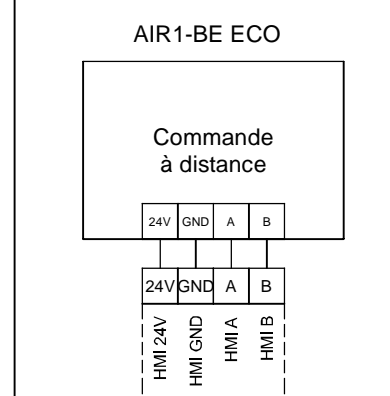 AIR1-BE ECO
Commande
à distance
24V GND A B
24V GND A B
HMI 24V
HMI GND
HMI A
HMI B